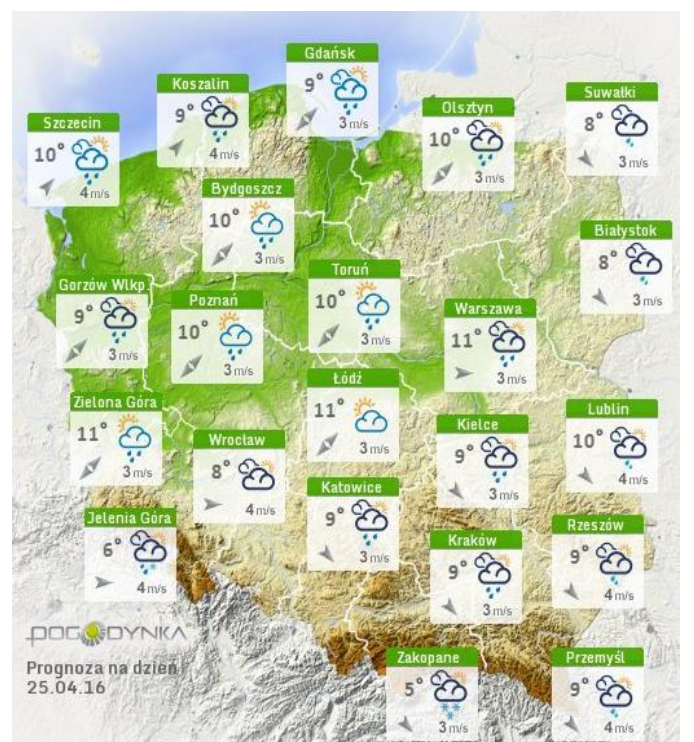 Gdańsk
9°
3 m/s
Koszalin
9°
4 m/s
Suwałki
8°
3 m/s
Olsztyn
10°
3 m/s
Szczecin
10°
4 m/s
Bydgoszcz
10°
3 m/s
Białystok
8°
3 m/s
Toruń
10°
3 m/s
Gorzów Wlkp.
9°
3 m/s
Poznań
10°
3 m/s
Warszawa
11°
3 m/s
Łódź
11°
3 m/s
Zielona Góra
11°
3 m/s
Lublin
10°
4 m/s
Kielce
9°
3 m/s
Wrocław
8°
4 m/s
Katowice
9°
3 m/s
Jelenia Góra
6°
4 m/s
Rzeszów
9°
4 m/s
Kraków
9°
3 m/s
POGODYNKA
Prognoza na dzień
25.04.16
Zakopane
5°
3 m/s
Przemyśl
9°
4 m/s